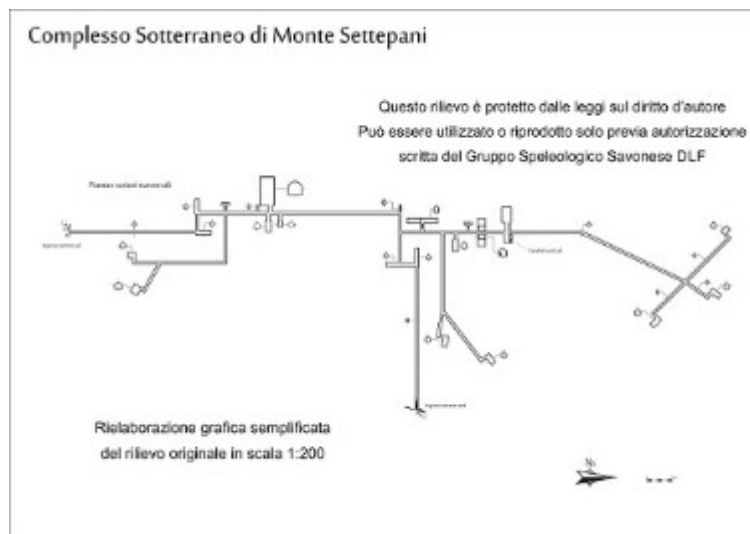 Complesso Sotterraneo di Monte Settepani
Questo rilievo è protetto dalle leggi sul diritto d'autore
Può essere utilizzato o riprodotto solo previa autorizzazione
scritta del Gruppo Speleologico Savonese DLF
Rielaborazione grafica semplificata
del rilievo originale in scala 1:200